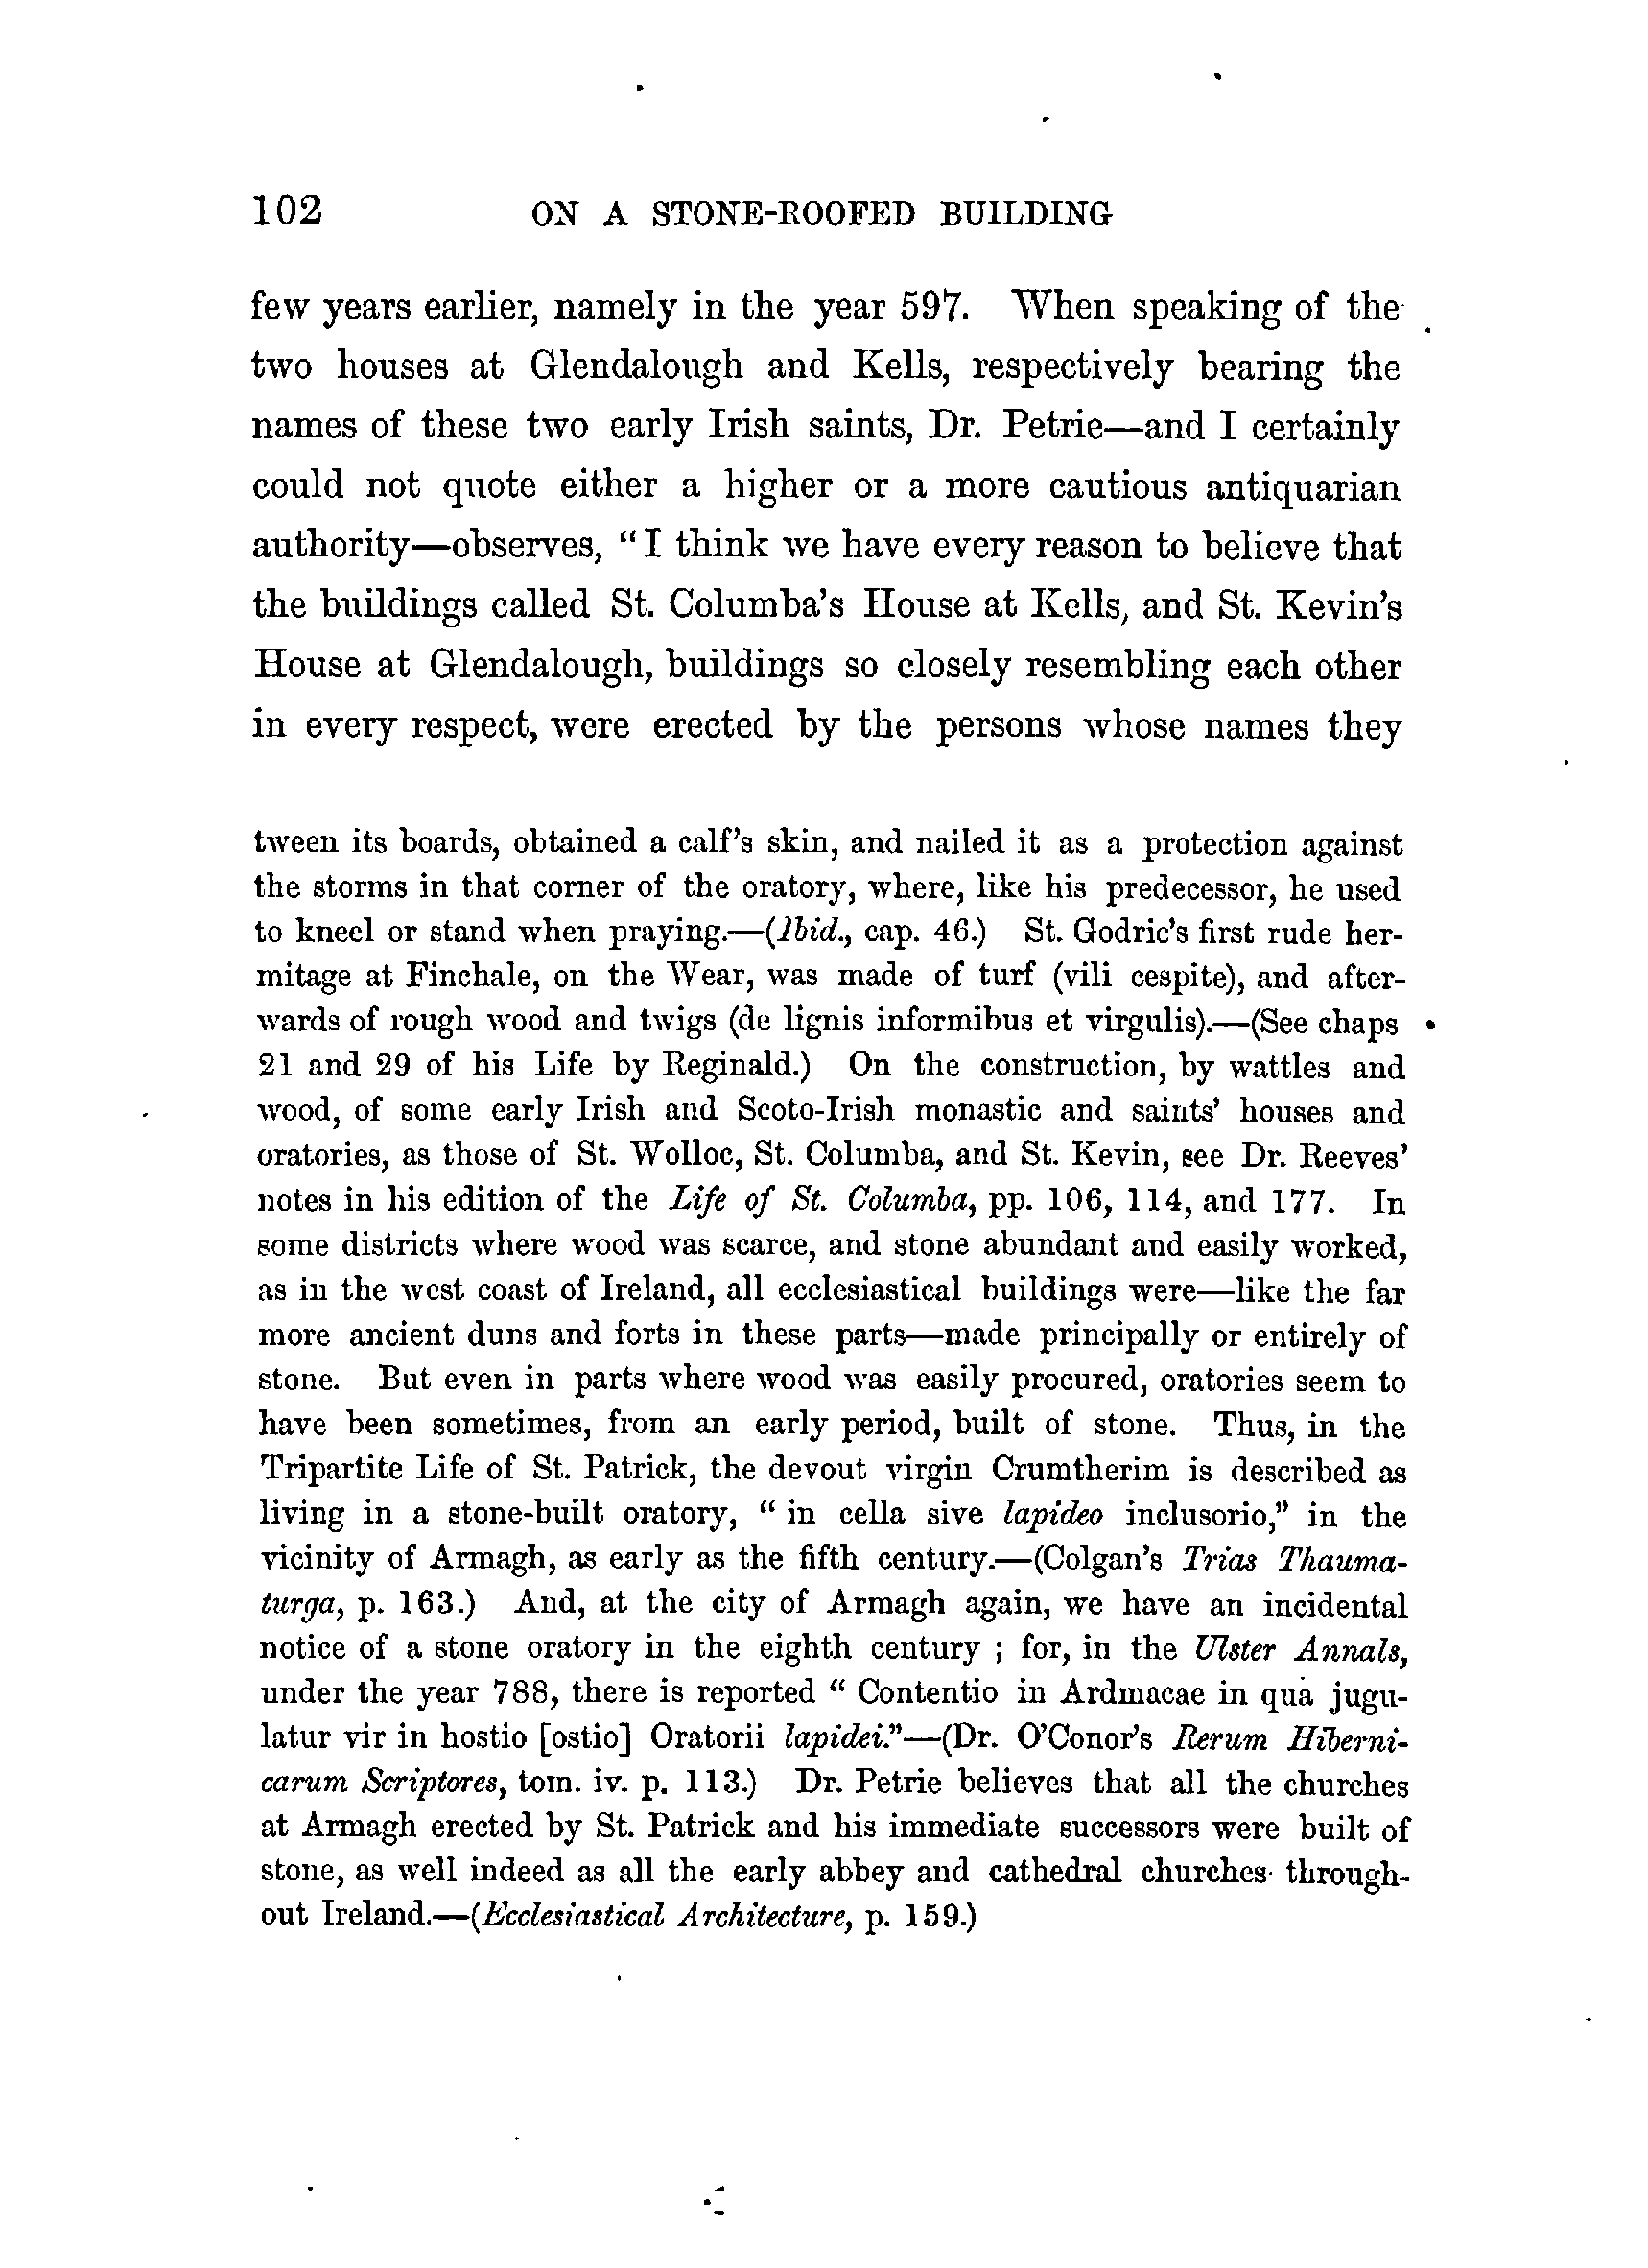 102 ON A STONE-ROOFED BUILDING
few years earlier, namely in the year 597. When speaking of the
two houses at Glendalough and Kells, respectively bearing the
names of these two early Irish saints, Dr. Petrie—and I certainly
could not quote either a higher or a more cautious antiquarian
authority—observes, “I think we have every reason to believe that
the buildings called St. Columba’s House at Kells, and St. Kevin’s
House at Glendalough, buildings so closely resembling each other
in every respect, were erected by the persons whose names they
tween its boards, obtained a calf’s skin, and nailed it as a protection against
the storms in that corner of the oratory, where, like his predecessor, he used
to kneel or stand when praying.—(Ibid., cap. 46.) St. Godric’s first rude her-
mitage at Finchale, on the Wear, was made of turf (vili cespite), and after-
wards of rough wood and twigs (de lignis informibus et virgulis).—(See chaps
21 and 29 of his Life by Reginald.) On the construction, by wattles and
wood, of some early Irish and Scoto-Irish monastic and saints’ houses and
oratories, as those of St. Wolloc, St. Columba, and St. Kevin, see Dr. Reeves’
notes in his edition of the Life of St. Columba, pp. 106, 114, and 177. In
some districts where wood was scarce, and stone abundant and easily worked,
as in the west coast of Ireland, all ecclesiastical buildings were—like the far
more ancient duns and forts in these parts—made principally or entirely of
stone. But even in parts where wood was easily procured, oratories seem to
have been sometimes, from an early period, built of stone. Thus, in the
Tripartite Life of St. Patrick, the devout virgin Crumtherim is described as
living in a stone-built oratory, “ in cella sive lapideo inclusorio,” in the
vicinity of Armagh, as early as the fifth century.—(Colgan’s Trias Thauma-
turga, p. 163.) And, at the city of Armagh again, we have an incidental
notice of a stone oratory in the eighth century ; for, in the Ulster Annals,
under the year 788, there is reported “ Contentio in Ardmacae in quà jugu-
latur vir in hostio [ostio] Oratorii lapidei.”—(Dr. O’Conor’s Rerum Hiberni-
carum Scriptores, tom. iv. p. 113.) Dr. Petrie believes that all the churches
at Armagh erected by St. Patrick and his immediate successors were built of
stone, as well indeed as all the early abbey and cathedral churches through-
out Ireland.—(Ecclesiastical Architecture, p. 159.)